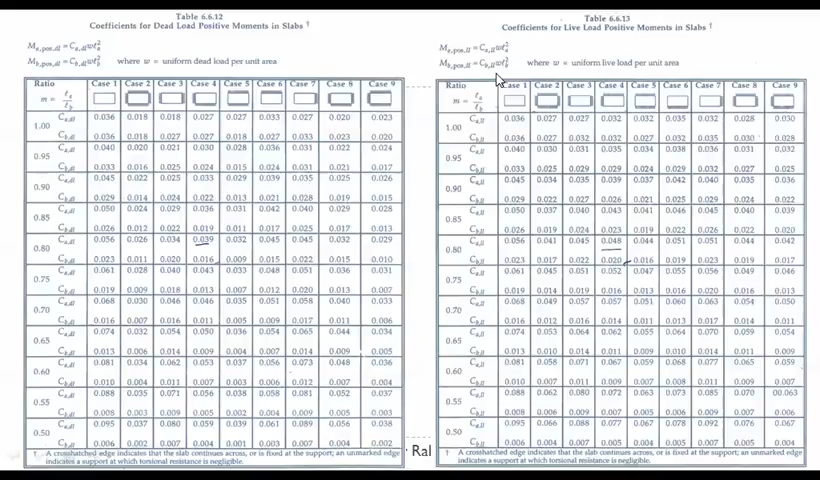 Table 6.6.12
Coefficients for Dead Load Positive Moments in Slabs †
M_a,pos,dl = C_a,dl wℓ_a²
M_b,pos,dl = C_b,dl wℓ_b² where w = uniform dead load per unit area
Ratio Case 1 Case 2 Case 3 Case 4 Case 5 Case 6 Case 7 Case 8 Case 9
m = ℓ_a/ℓ_b
1.00
C_a,dl 0.036 0.018 0.018 0.027 0.027 0.033 0.027 0.020 0.023
C_b,dl 0.036 0.018 0.027 0.027 0.018 0.027 0.033 0.023 0.020
0.95
C_a,dl 0.040 0.020 0.021 0.030 0.028 0.036 0.031 0.022 0.024
C_b,dl 0.033 0.016 0.025 0.024 0.015 0.024 0.031 0.021 0.017
0.90
C_a,dl 0.045 0.022 0.025 0.033 0.029 0.039 0.035 0.025 0.026
C_b,dl 0.029 0.014 0.024 0.022 0.013 0.021 0.028 0.019 0.015
0.85
C_a,dl 0.050 0.024 0.029 0.036 0.031 0.042 0.040 0.029 0.028
C_b,dl 0.026 0.012 0.022 0.019 0.011 0.017 0.025 0.017 0.013
0.80
C_a,dl 0.056 0.026 0.034 0.039 0.032 0.045 0.045 0.032 0.029
C_b,dl 0.023 0.011 0.020 0.016 0.009 0.015 0.022 0.015 0.010
0.75
C_a,dl 0.061 0.028 0.040 0.043 0.033 0.048 0.051 0.036 0.031
C_b,dl 0.019 0.009 0.018 0.013 0.007 0.012 0.020 0.013 0.007
0.70
C_a,dl 0.068 0.030 0.046 0.046 0.035 0.051 0.058 0.040 0.033
C_b,dl 0.016 0.007 0.016 0.011 0.005 0.009 0.017 0.011 0.006
0.65
C_a,dl 0.074 0.032 0.054 0.050 0.036 0.054 0.065 0.044 0.034
C_b,dl 0.013 0.006 0.014 0.009 0.004 0.007 0.014 0.009 0.005
0.60
C_a,dl 0.081 0.034 0.062 0.053 0.037 0.056 0.073 0.048 0.036
C_b,dl 0.010 0.004 0.011 0.007 0.003 0.006 0.012 0.007 0.004
0.55
C_a,dl 0.088 0.035 0.071 0.056 0.038 0.058 0.081 0.052 0.037
C_b,dl 0.008 0.003 0.009 0.005 0.002 0.004 0.009 0.005 0.003
0.50
C_a,dl 0.095 0.037 0.080 0.059 0.039 0.061 0.089 0.056 0.038
C_b,dl 0.006 0.002 0.007 0.004 0.001 0.003 0.007 0.004 0.002
† A crosshatched edge indicates that the slab continues across, or is fixed at the support; an unmarked edge
indicates a support at which torsional resistance is negligible.
Ral
Table 6.6.13
Coefficients for Live Load Positive Moments in Slabs †
M_a,pos,ll = C_a,ll wℓ_a²
M_b,pos,ll = C_b,ll wℓ_b² where w = uniform live load per unit area
Ratio Case 1 Case 2 Case 3 Case 4 Case 5 Case 6 Case 7 Case 8 Case 9
m = ℓ_a/ℓ_b
1.00
C_a,ll 0.036 0.027 0.027 0.032 0.032 0.035 0.032 0.028 0.030
C_b,ll 0.036 0.027 0.032 0.032 0.027 0.032 0.035 0.030 0.028
0.95
C_a,ll 0.040 0.030 0.031 0.035 0.034 0.038 0.036 0.031 0.032
C_b,ll 0.033 0.025 0.029 0.029 0.024 0.029 0.032 0.027 0.025
0.90
C_a,ll 0.045 0.034 0.035 0.039 0.037 0.042 0.040 0.035 0.036
C_b,ll 0.029 0.022 0.027 0.026 0.021 0.025 0.029 0.024 0.022
0.85
C_a,ll 0.050 0.037 0.040 0.043 0.041 0.046 0.045 0.040 0.039
C_b,ll 0.026 0.019 0.024 0.023 0.019 0.022 0.026 0.022 0.020
0.80
C_a,ll 0.056 0.041 0.045 0.048 0.044 0.051 0.051 0.044 0.042
C_b,ll 0.023 0.017 0.022 0.020 0.016 0.019 0.023 0.019 0.017
0.75
C_a,ll 0.061 0.045 0.051 0.052 0.047 0.055 0.056 0.049 0.046
C_b,ll 0.019 0.014 0.019 0.016 0.013 0.016 0.020 0.016 0.013
0.70
C_a,ll 0.068 0.049 0.057 0.057 0.051 0.060 0.063 0.054 0.050
C_b,ll 0.016 0.012 0.016 0.014 0.011 0.013 0.017 0.014 0.011
0.65
C_a,ll 0.074 0.053 0.064 0.062 0.055 0.064 0.070 0.059 0.054
C_b,ll 0.013 0.010 0.014 0.011 0.009 0.010 0.014 0.011 0.009
0.60
C_a,ll 0.081 0.058 0.071 0.067 0.059 0.068 0.077 0.065 0.059
C_b,ll 0.010 0.007 0.011 0.009 0.007 0.008 0.011 0.009 0.007
0.55
C_a,ll 0.088 0.062 0.080 0.072 0.063 0.073 0.085 0.070 00.063
C_b,ll 0.008 0.006 0.009 0.007 0.005 0.006 0.009 0.007 0.006
0.50
C_a,ll 0.095 0.066 0.088 0.077 0.067 0.078 0.092 0.076 0.067
C_b,ll 0.006 0.004 0.007 0.005 0.004 0.005 0.007 0.005 0.004
† A crosshatched edge indicates that the slab continues across, or is fixed at the support; an unmarked edge
indicates a support at which torsional resistance is negligible.